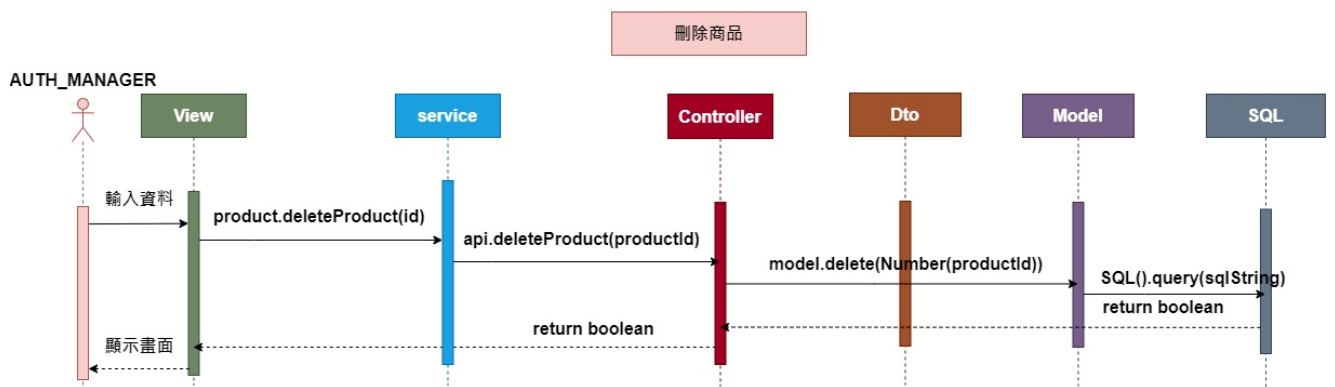 刪除商品
AUTH_MANAGER
View
service
Controller
Dto
Model
SQL
輸入資料
product.deleteProduct(id)
api.deleteProduct(productId)
model.delete(Number(productId))
SQL().query(sqlString)
return boolean
return boolean
顯示畫面